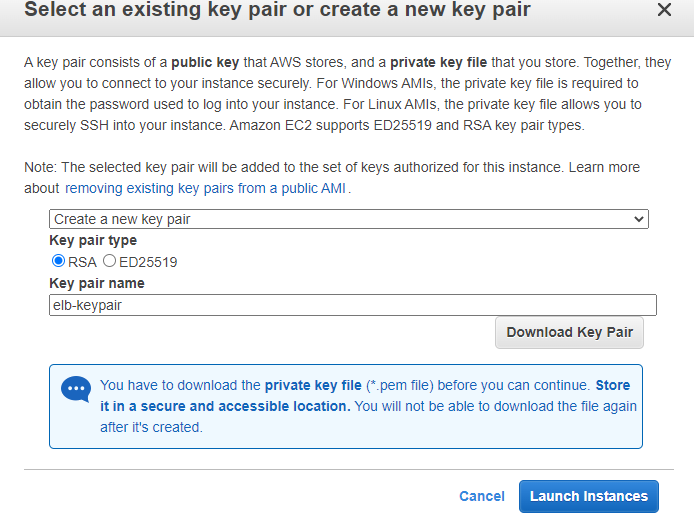 Select an existing key pair or create a new key pair
A key pair consists of a public key that AWS stores, and a private key file that you store. Together, they
allow you to connect to your instance securely. For Windows AMIs, the private key file is required to
obtain the password used to log into your instance. For Linux AMIs, the private key file allows you to
securely SSH into your instance. Amazon EC2 supports ED25519 and RSA key pair types.
Note: The selected key pair will be added to the set of keys authorized for this instance. Learn more
about removing existing key pairs from a public AMI.
Create a new key pair
Key pair type
RSA ED25519
Key pair name
elb-keypair
Download Key Pair
You have to download the private key file (*.pem file) before you can continue. Store
it in a secure and accessible location. You will not be able to download the file again
after it's created.
Cancel Launch Instances